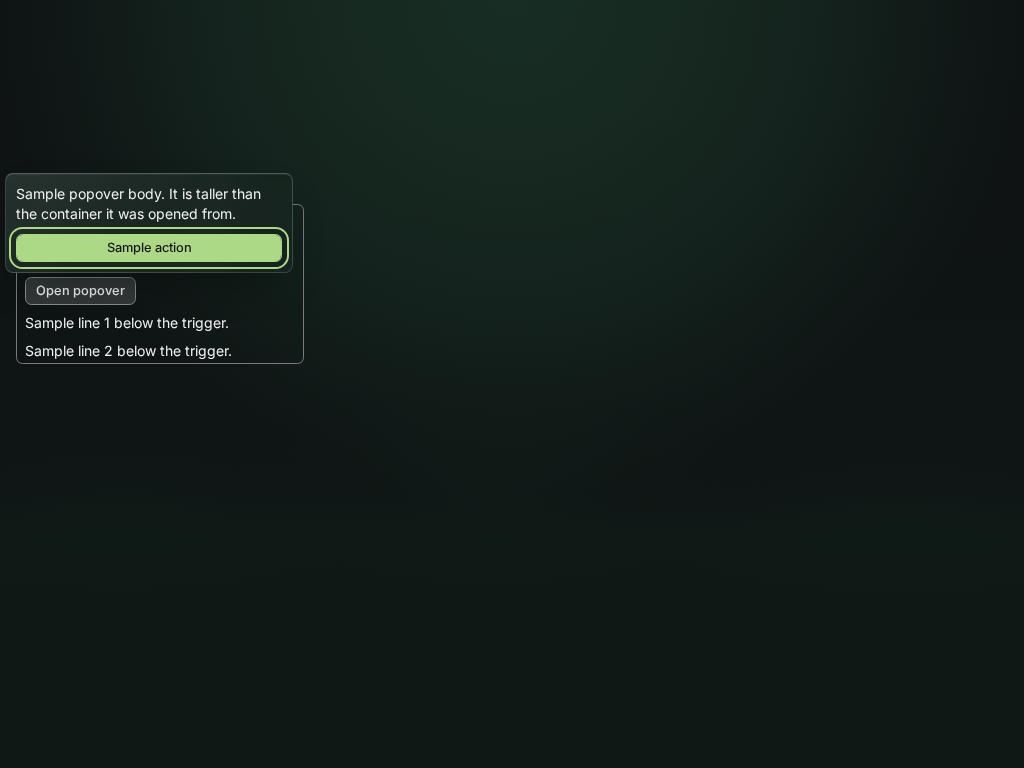 Sample popover body. It is taller than
the container it was opened from.
Sample action
Open popover
Sample line 1 below the trigger.
Sample line 2 below the trigger.